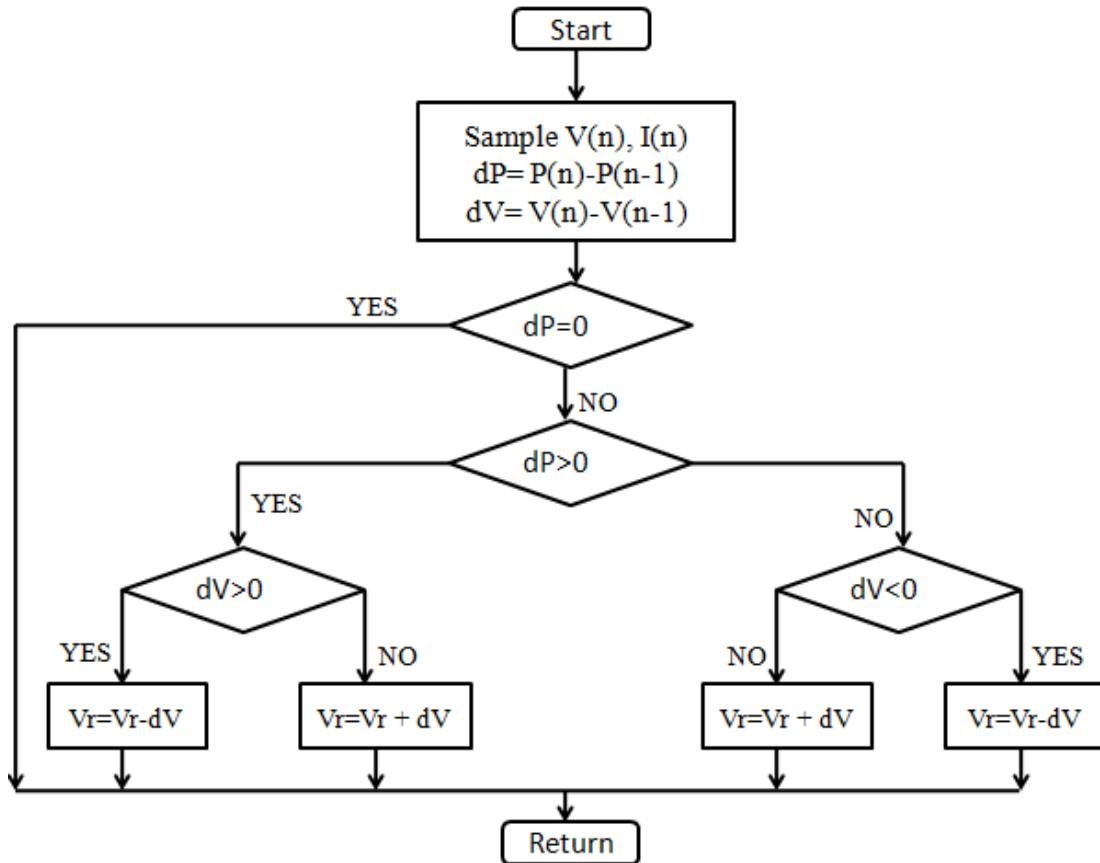 Start
Sample V(n), I(n)
dP= P(n)-P(n-1)
dV= V(n)-V(n-1)
YES
dP=0
NO
dP>0
YES
NO
dV>0
dV<0
YES
NO
NO
YES
Vr=Vr-dV
Vr=Vr + dV
Vr=Vr + dV
Vr=Vr-dV
Return